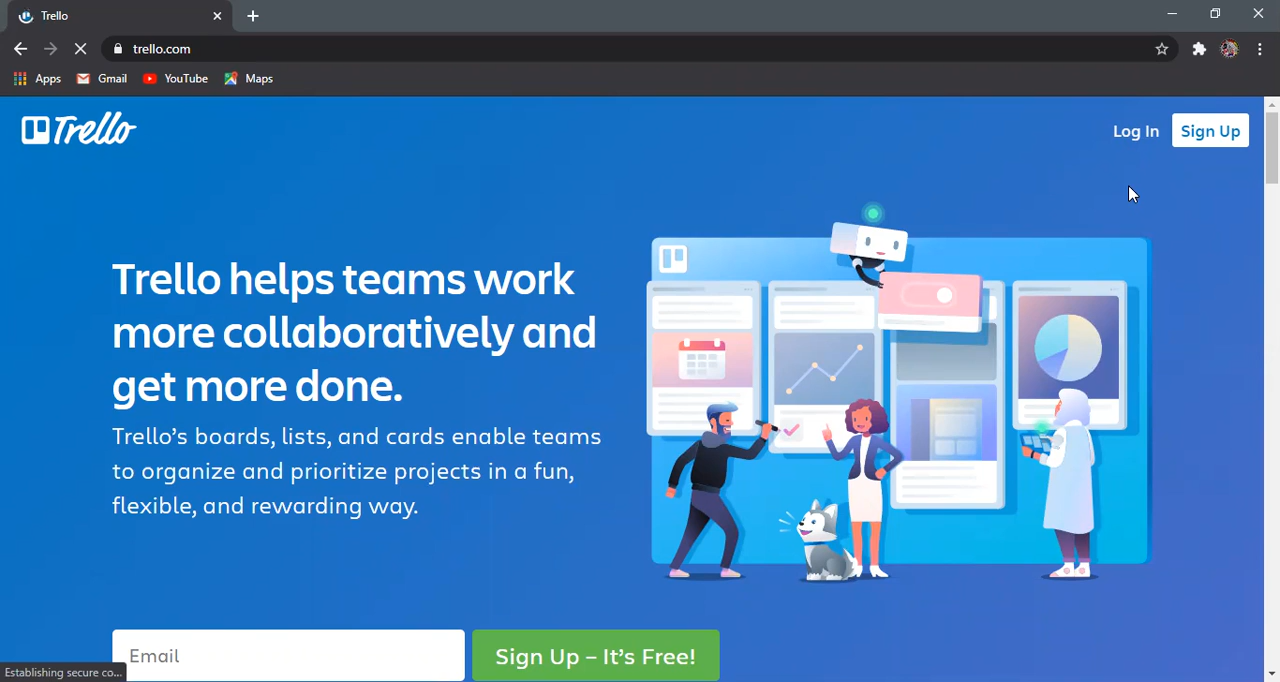 Trello
trello.com
Apps
Gmail
YouTube
Maps
Trello
Log In
Sign Up
Trello helps teams work
more collaboratively and
get more done.
Trello’s boards, lists, and cards enable teams
to organize and prioritize projects in a fun,
flexible, and rewarding way.
Email
Sign Up – It’s Free!
Establishing secure co...